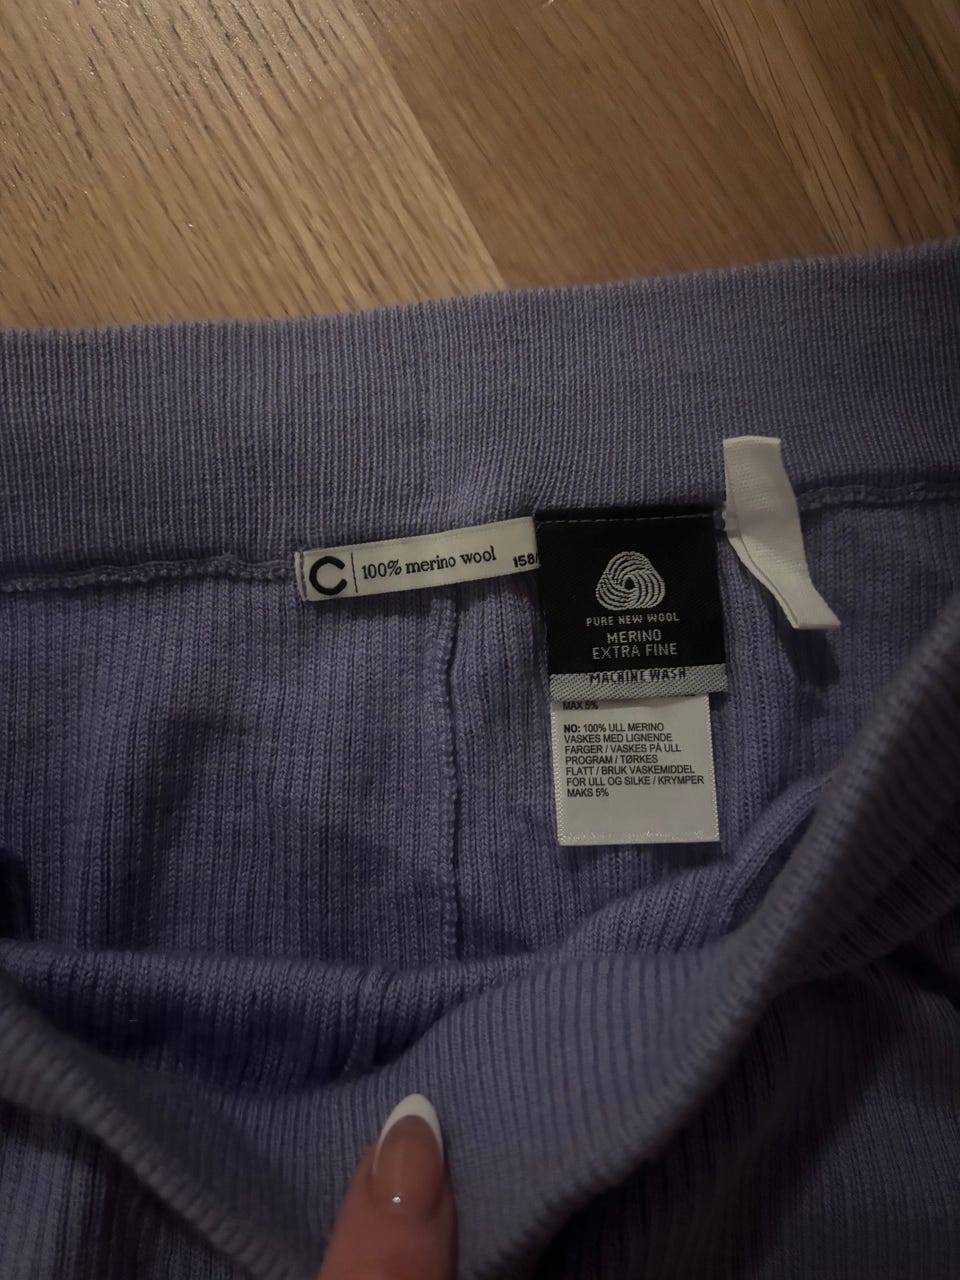 C 100% merino wool 158/
PURE NEW WOOL
MERINO
EXTRA FINE
MACHINE WASH
MAX 5%
NO: 100% ULL MERINO
VASKES MED LIGNENDE
FARGER / VASKES PÅ ULL
PROGRAM / TØRKES
FLATT / BRUK VASKEMIDDEL
FOR ULL OG SILKE / KRYMPER
MAKS 5%